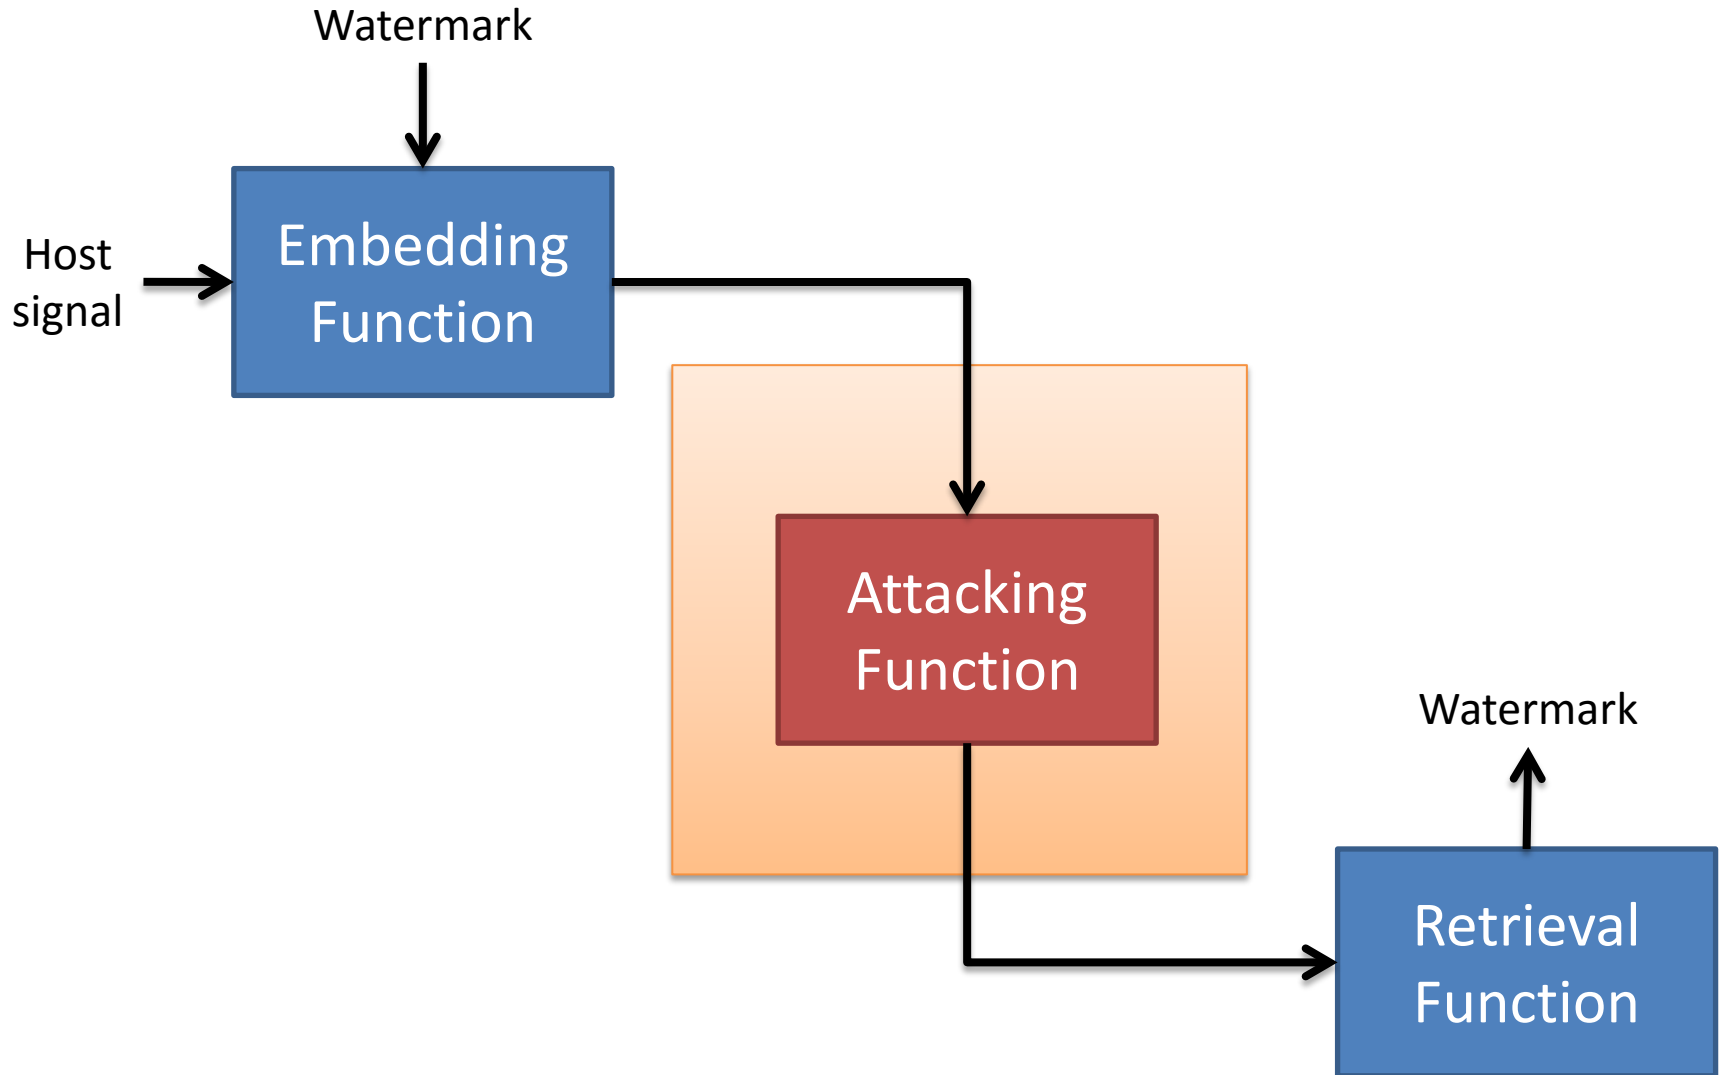 Watermark
Host
signal
Embedding
Function
Attacking
Function
Watermark
Retrieval
Function